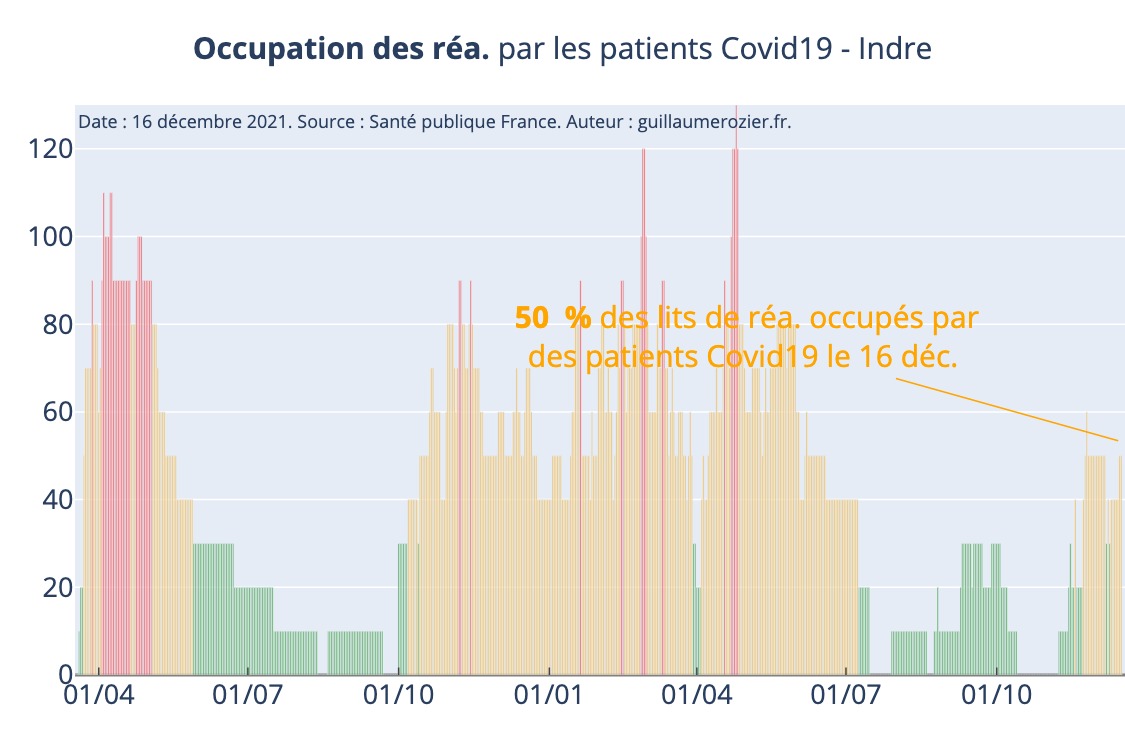 Occupation des réa. par les patients Covid19 - Indre
Date : 16 décembre 2021. Source : Santé publique France. Auteur : guillaumerozier.fr.
120
100
80
60
40
20
0
50 % des lits de réa. occupés par
des patients Covid19 le 16 déc.
01/04 01/07 01/10 01/01 01/04 01/07 01/10